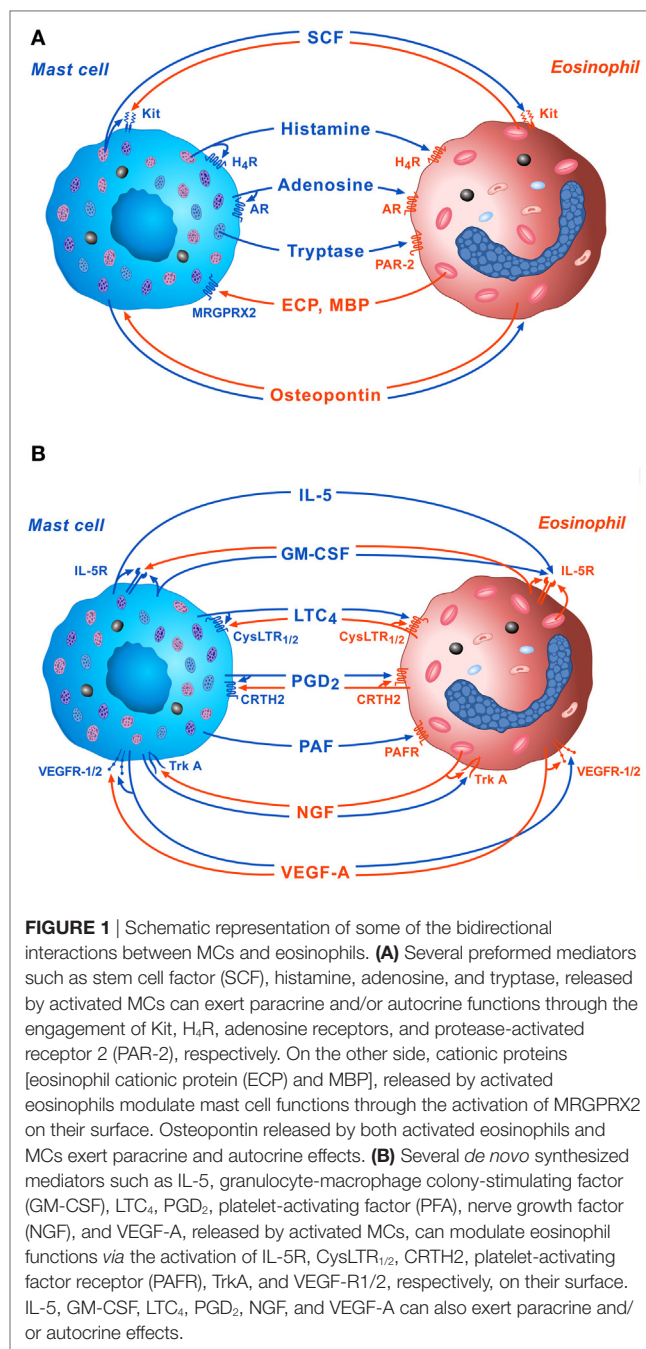 A
SCF
Mast cell
Eosinophil
Kit
Kit
Histamine
H₄R
H₄R
Adenosine
AR
AR
Tryptase
PAR-2
MRGPRX2
ECP, MBP
Osteopontin
B
IL-5
Mast cell
Eosinophil
GM-CSF
IL-5R
IL-5R
LTC₄
CysLTR₁/₂
CysLTR₁/₂
PGD₂
CRTH2
CRTH2
PAF
PAFR
VEGFR-1/2
Trk A
Trk A
VEGFR-1/2
NGF
VEGF-A
FIGURE 1 | Schematic representation of some of the bidirectional
interactions between MCs and eosinophils. (A) Several preformed mediators
such as stem cell factor (SCF), histamine, adenosine, and tryptase, released
by activated MCs can exert paracrine and/or autocrine functions through the
engagement of Kit, H₄R, adenosine receptors, and protease-activated
receptor 2 (PAR-2), respectively. On the other side, cationic proteins
[eosinophil cationic protein (ECP) and MBP], released by activated
eosinophils modulate mast cell functions through the activation of MRGPRX2
on their surface. Osteopontin released by both activated eosinophils and
MCs exert paracrine and autocrine effects. (B) Several de novo synthesized
mediators such as IL-5, granulocyte-macrophage colony-stimulating factor
(GM-CSF), LTC₄, PGD₂, platelet-activating factor (PFA), nerve growth factor
(NGF), and VEGF-A, released by activated MCs, can modulate eosinophil
functions via the activation of IL-5R, CysLTR₁/₂, CRTH2, platelet-activating
factor receptor (PAFR), TrkA, and VEGF-R1/2, respectively, on their surface.
IL-5, GM-CSF, LTC₄, PGD₂, NGF, and VEGF-A can also exert paracrine and/
or autocrine effects.